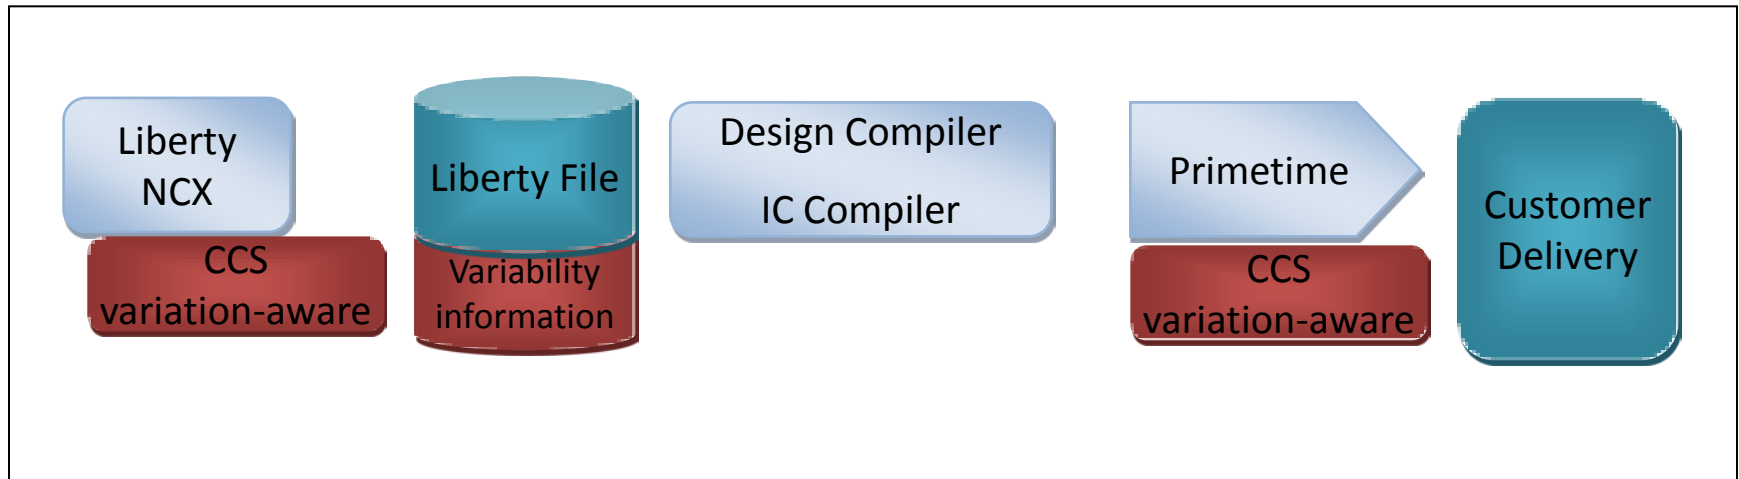 Liberty
NCX
CCS
variation-aware
Liberty File
Variability
information
Design Compiler
IC Compiler
Primetime
CCS
variation-aware
Customer
Delivery